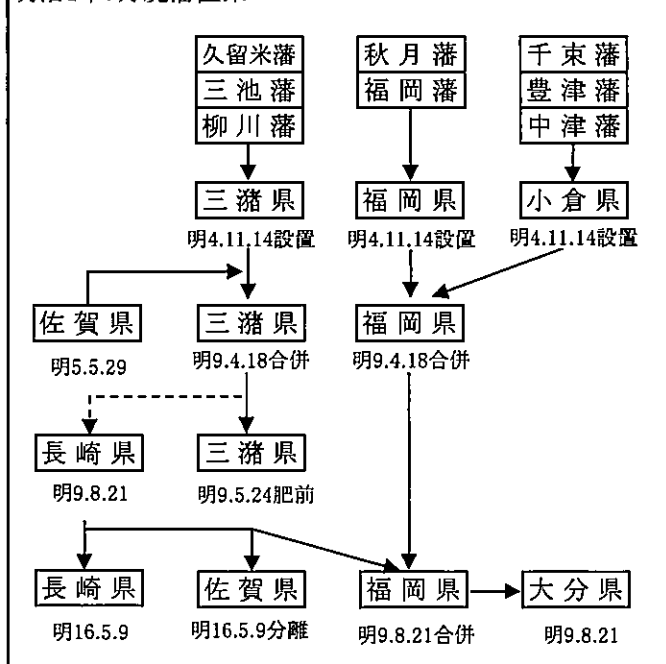 久留米藩 秋月藩 千束藩
三池藩 福岡藩 豊津藩
柳川藩 中津藩
三潴県 福岡県 小倉県
明4.11.14設置 明4.11.14設置 明4.11.14設置
佐賀県 三潴県 福岡県
明5.5.29 明9.4.18合併 明9.4.18合併
長崎県 三潴県
明9.8.21 明9.5.24肥前
長崎県 佐賀県 福岡県 大分県
明16.5.9 明16.5.9分離 明9.8.21合併 明9.8.21